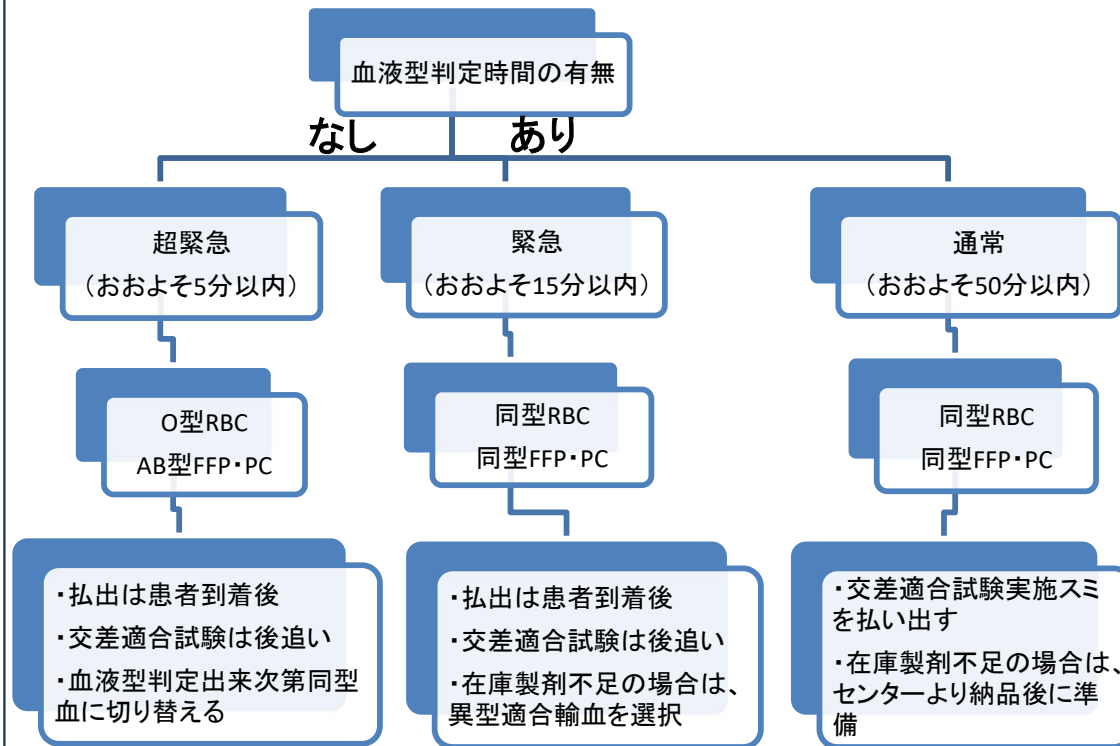 血液型判定時間の有無
なし
あり
超緊急
（おおよそ5分以内）
O型RBC
AB型FFP・PC
・払出は患者到着後
・交差適合試験は後追い
・血液型判定出来次第同型
血に切り替える
緊急
（おおよそ15分以内）
同型RBC
同型FFP・PC
・払出は患者到着後
・交差適合試験は後追い
・在庫製剤不足の場合は、
異型適合輸血を選択
通常
（おおよそ50分以内）
同型RBC
同型FFP・PC
・交差適合試験実施スミ
を払い出す
・在庫製剤不足の場合は、
センターより納品後に準
備